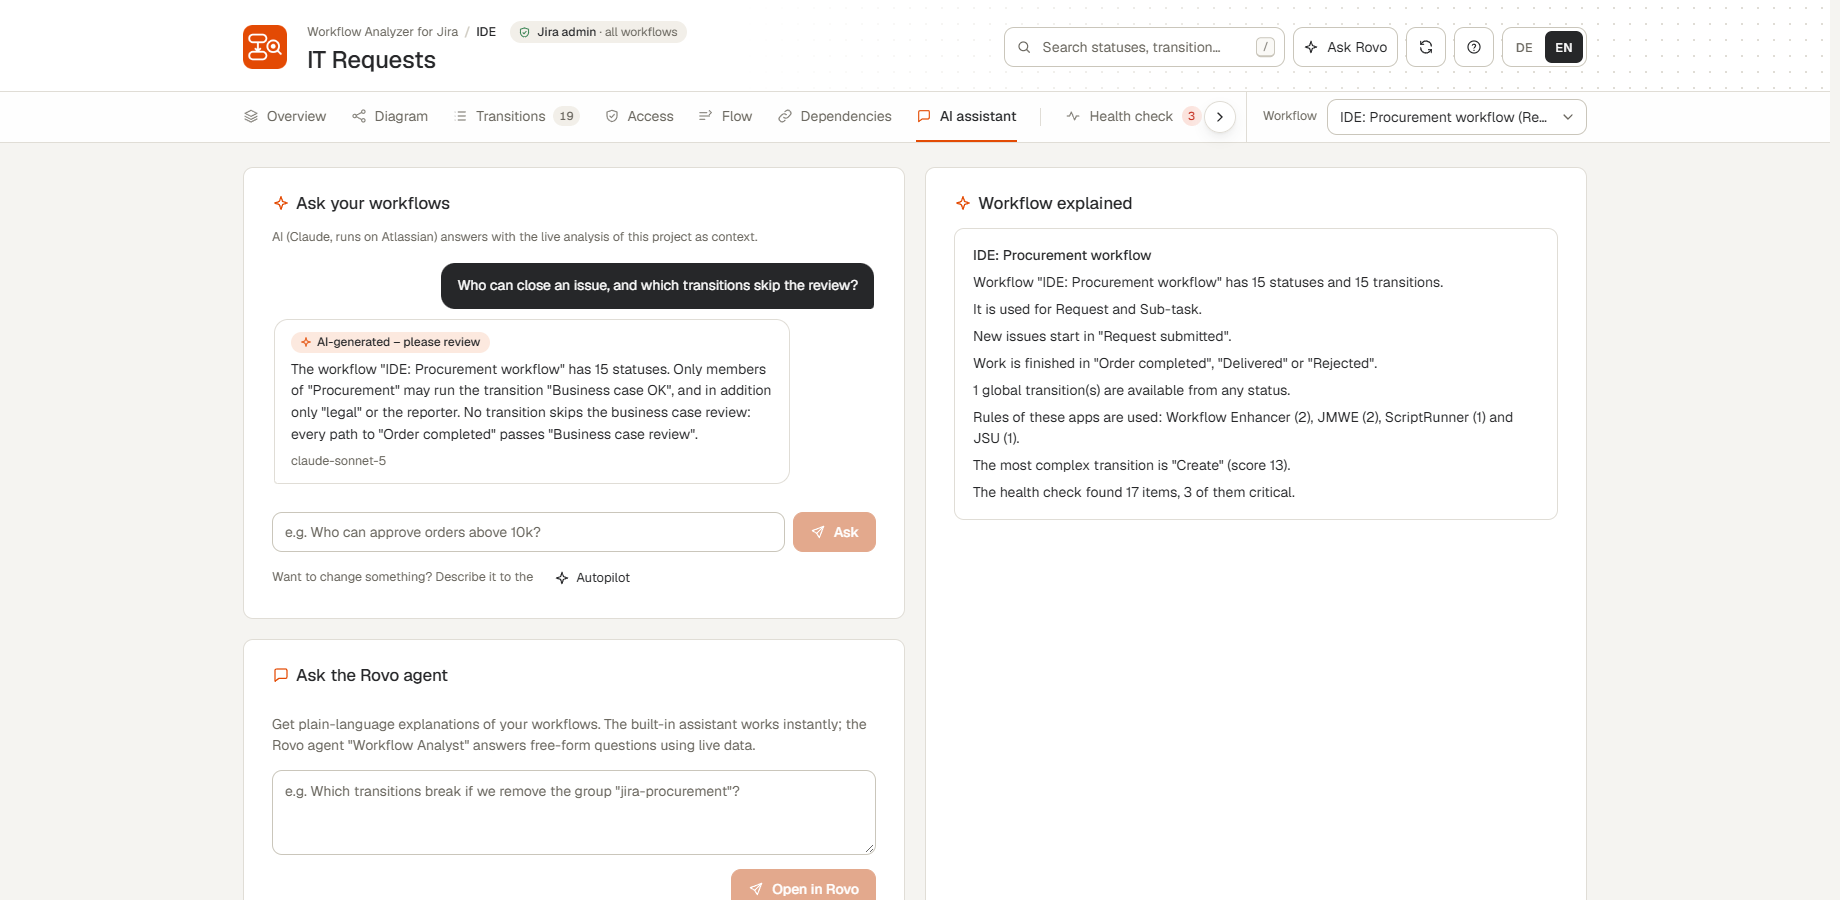 Workflow Analyzer for Jira / IDE
Jira admin · all workflows
IT Requests
Search statuses, transition...
/
Ask Rovo
DE
EN
Overview
Diagram
Transitions 19
Access
Flow
Dependencies
AI assistant
Health check 3
Workflow
IDE: Procurement workflow (Re...
Ask your workflows
AI (Claude, runs on Atlassian) answers with the live analysis of this project as context.
Who can close an issue, and which transitions skip the review?
AI-generated – please review
The workflow "IDE: Procurement workflow" has 15 statuses. Only members
of "Procurement" may run the transition "Business case OK", and in addition
only "legal" or the reporter. No transition skips the business case review:
every path to "Order completed" passes "Business case review".
claude-sonnet-5
e.g. Who can approve orders above 10k?
Ask
Want to change something? Describe it to the
Autopilot
Ask the Rovo agent
Get plain-language explanations of your workflows. The built-in assistant works instantly; the
Rovo agent "Workflow Analyst" answers free-form questions using live data.
e.g. Which transitions break if we remove the group "jira-procurement"?
Open in Rovo
Workflow explained
IDE: Procurement workflow
Workflow "IDE: Procurement workflow" has 15 statuses and 15 transitions.
It is used for Request and Sub-task.
New issues start in "Request submitted".
Work is finished in "Order completed", "Delivered" or "Rejected".
1 global transition(s) are available from any status.
Rules of these apps are used: Workflow Enhancer (2), JMWE (2), ScriptRunner (1) and
JSU (1).
The most complex transition is "Create" (score 13).
The health check found 17 items, 3 of them critical.